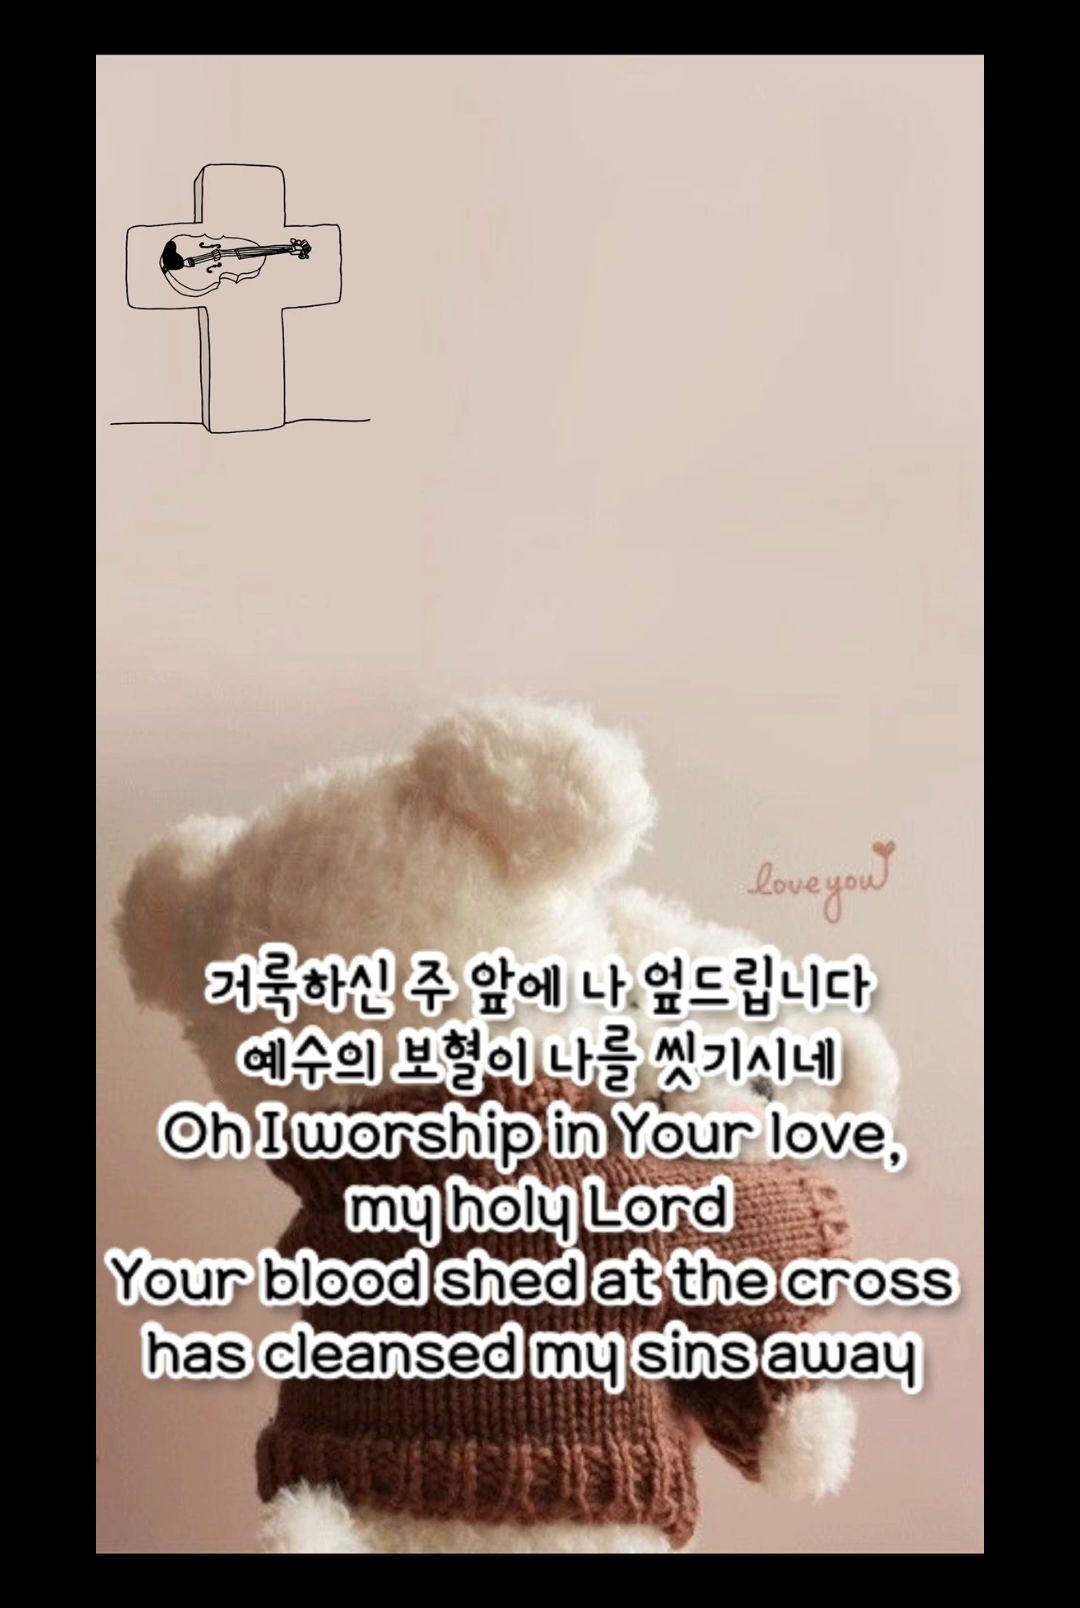 love you
거룩하신 주 앞에 나 엎드립니다
예수의 보혈이 나를 씻기시네
Oh I worship in Your love,
my holy Lord
Your blood shed at the cross
has cleansed my sins away